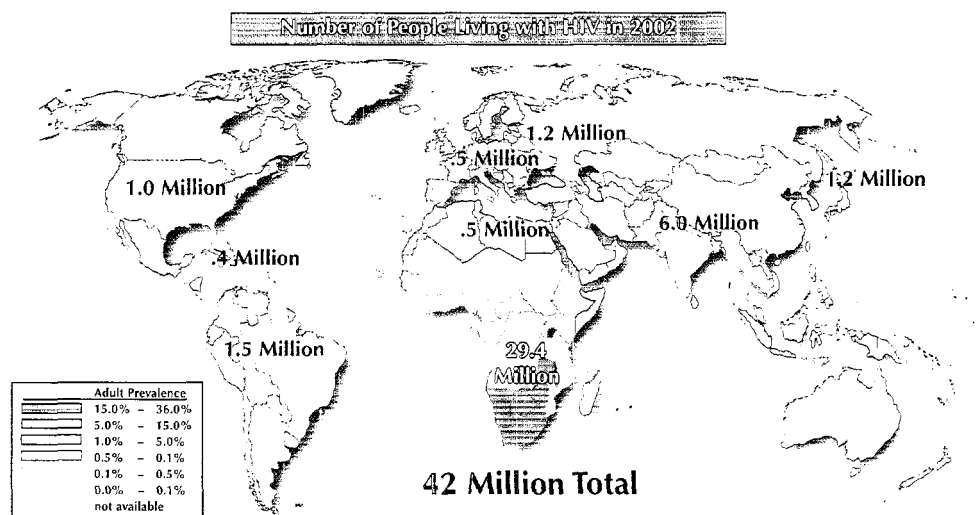 Number of People Living with HIV in 2002
1.2 Million
.5 Million
1.0 Million
1.2 Million
.5 Million
6.0 Million
.4 Million
29.4
Million
1.5 Million
Adult Prevalence
15.0% – 36.0%
5.0% – 15.0%
1.0% – 5.0%
0.5% – 0.1%
0.1% – 0.5%
0.0% – 0.1%
not available
42 Million Total